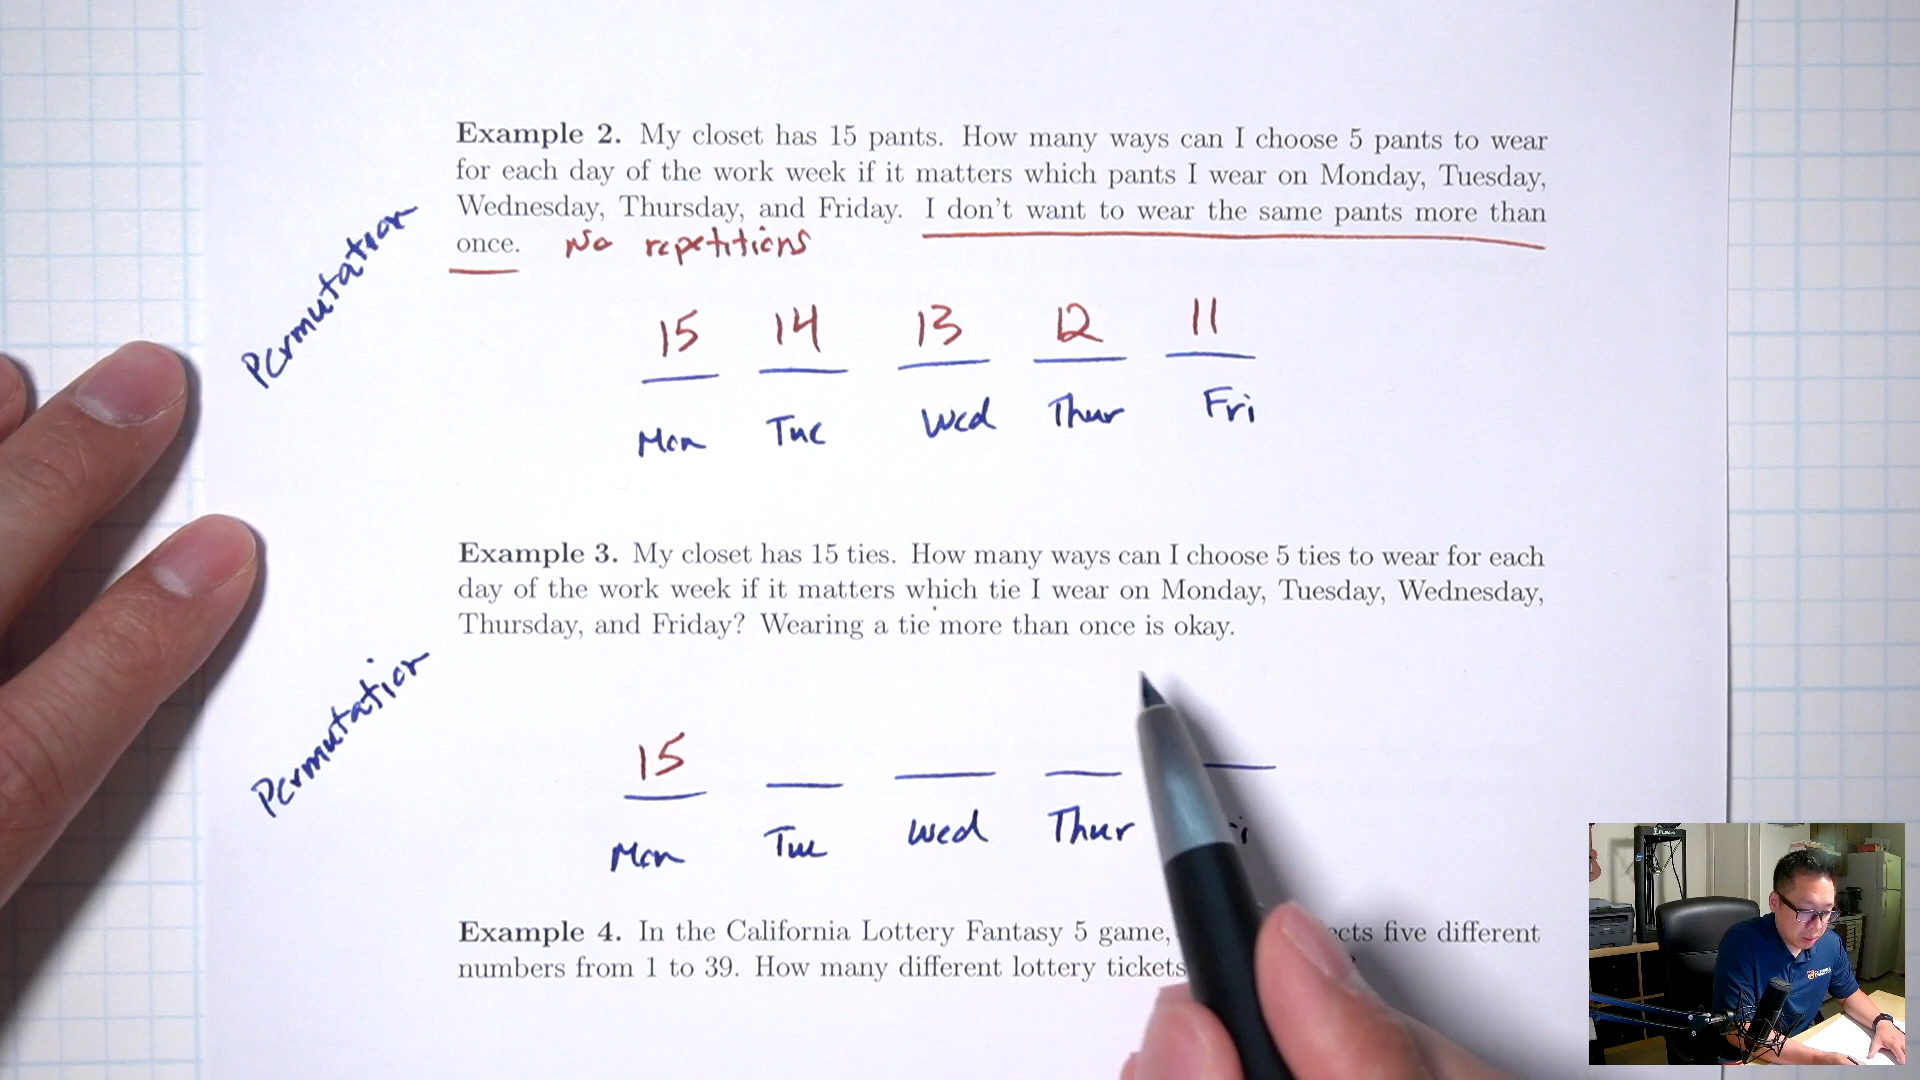 Example 2. My closet has 15 pants. How many ways can I choose 5 pants to wear
for each day of the work week if it matters which pants I wear on Monday, Tuesday,
Wednesday, Thursday, and Friday. I don't want to wear the same pants more than
once. No repetitions
Permutation
15 14 13 12 11
Mon Tue Wed Thur Fri
Example 3. My closet has 15 ties. How many ways can I choose 5 ties to wear for each
day of the work week if it matters which tie I wear on Monday, Tuesday, Wednesday,
Thursday, and Friday? Wearing a tie more than once is okay.
Permutation
15
Mon Tue Wed Thur
Example 4. In the California Lottery Fantasy 5 game, five different
numbers from 1 to 39. How many different lottery tickets